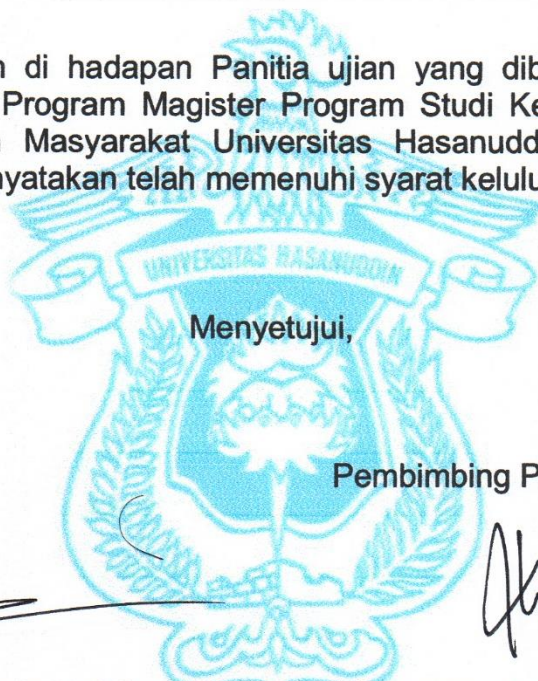 n di hadapan Panitia ujian yang dib
Program Magister Program Studi Ke
Masyarakat Universitas Hasanudd
nyatakan telah memenuhi syarat kelulu
UNIVERSITAS HASANUDDIN
Menyetujui,
Pembimbing P